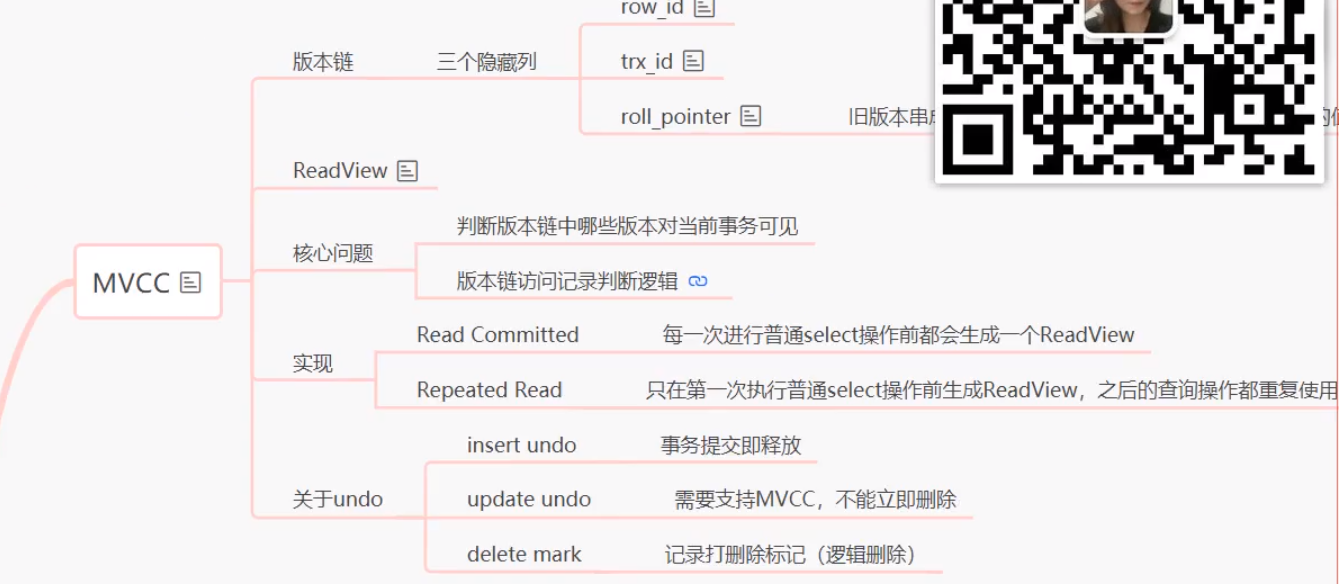 row_id
版本链 三个隐藏列 trx_id
roll_pointer 旧版本串
ReadView
判断版本链中哪些版本对当前事务可见
核心问题
版本链访问记录判断逻辑
MVCC
Read Committed 每一次进行普通select操作前都会生成一个ReadView
实现
Repeated Read 只在第一次执行普通select操作前生成ReadView，之后的查询操作都重复使用
insert undo 事务提交即释放
关于undo update undo 需要支持MVCC，不能立即删除
delete mark 记录打删除标记（逻辑删除）